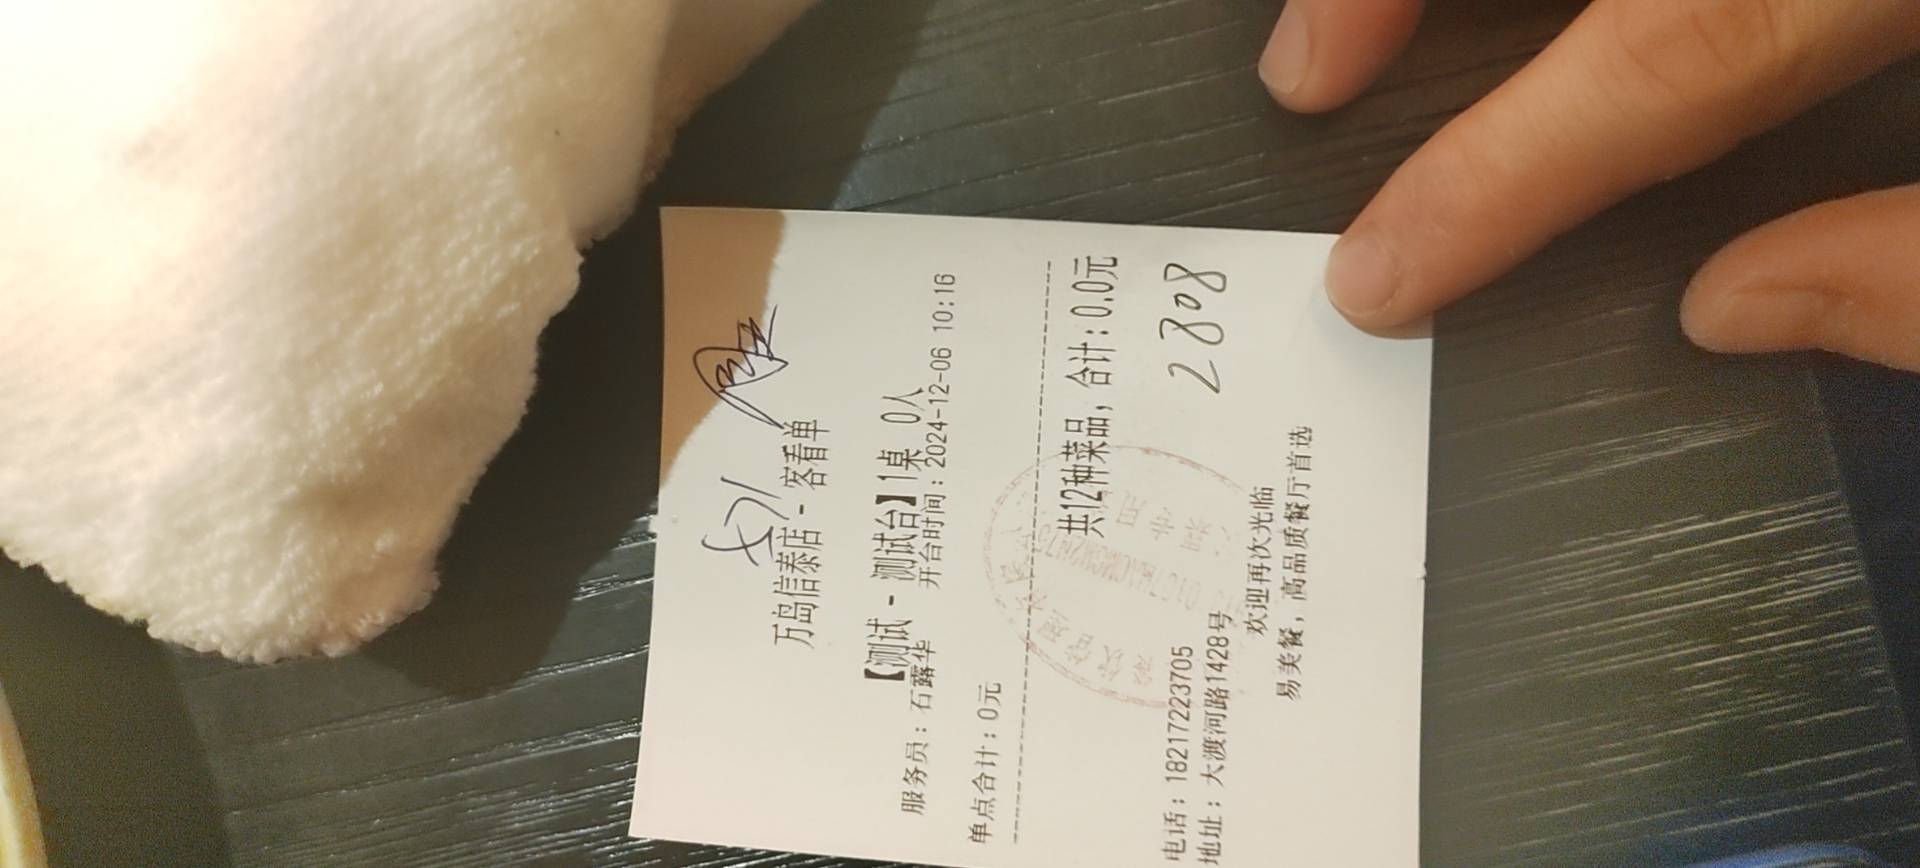 万岛信泰店 - 客看单
【测试 - 测试台】1桌 0人
服务员：石露华 开台时间：2024-12-06 10:16
单点合计：0元
共12种菜品，合计：0.0元
2808
电话：18217223705
地址：大渡河路1428号
欢迎再次光临
易美餐，高品质餐厅首选